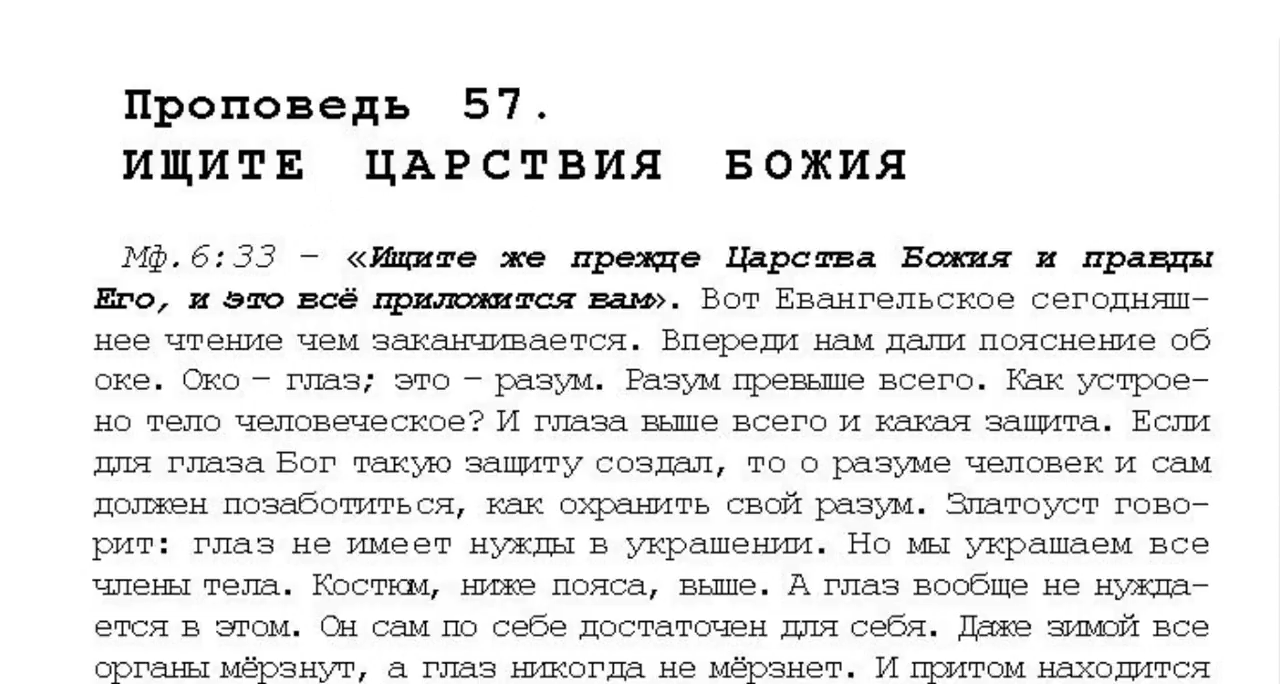 Проповедь 57.
ИЩИТЕ ЦАРСТВИЯ БОЖИЯ
Мф.6:33 – «Ищите же прежде Царства Божия и правды
Его, и это всё приложится вам». Вот Евангельское сегодняш-
нее чтение чем заканчивается. Впереди нам дали пояснение об
оке. Око – глаз; это – разум. Разум превыше всего. Как устрое-
но тело человеческое? И глаза выше всего и какая защита. Если
для глаза Бог такую защиту создал, то о разуме человек и сам
должен позаботиться, как охранить свой разум. Златоуст гово-
рит: глаз не имеет нужды в украшении. Но мы украшаем все
члены тела. Костюм, ниже пояса, выше. А глаз вообще не нужда-
ется в этом. Он сам по себе достаточен для себя. Даже зимой все
органы мёрзнут, а глаз никогда не мёрзнет. И притом находится